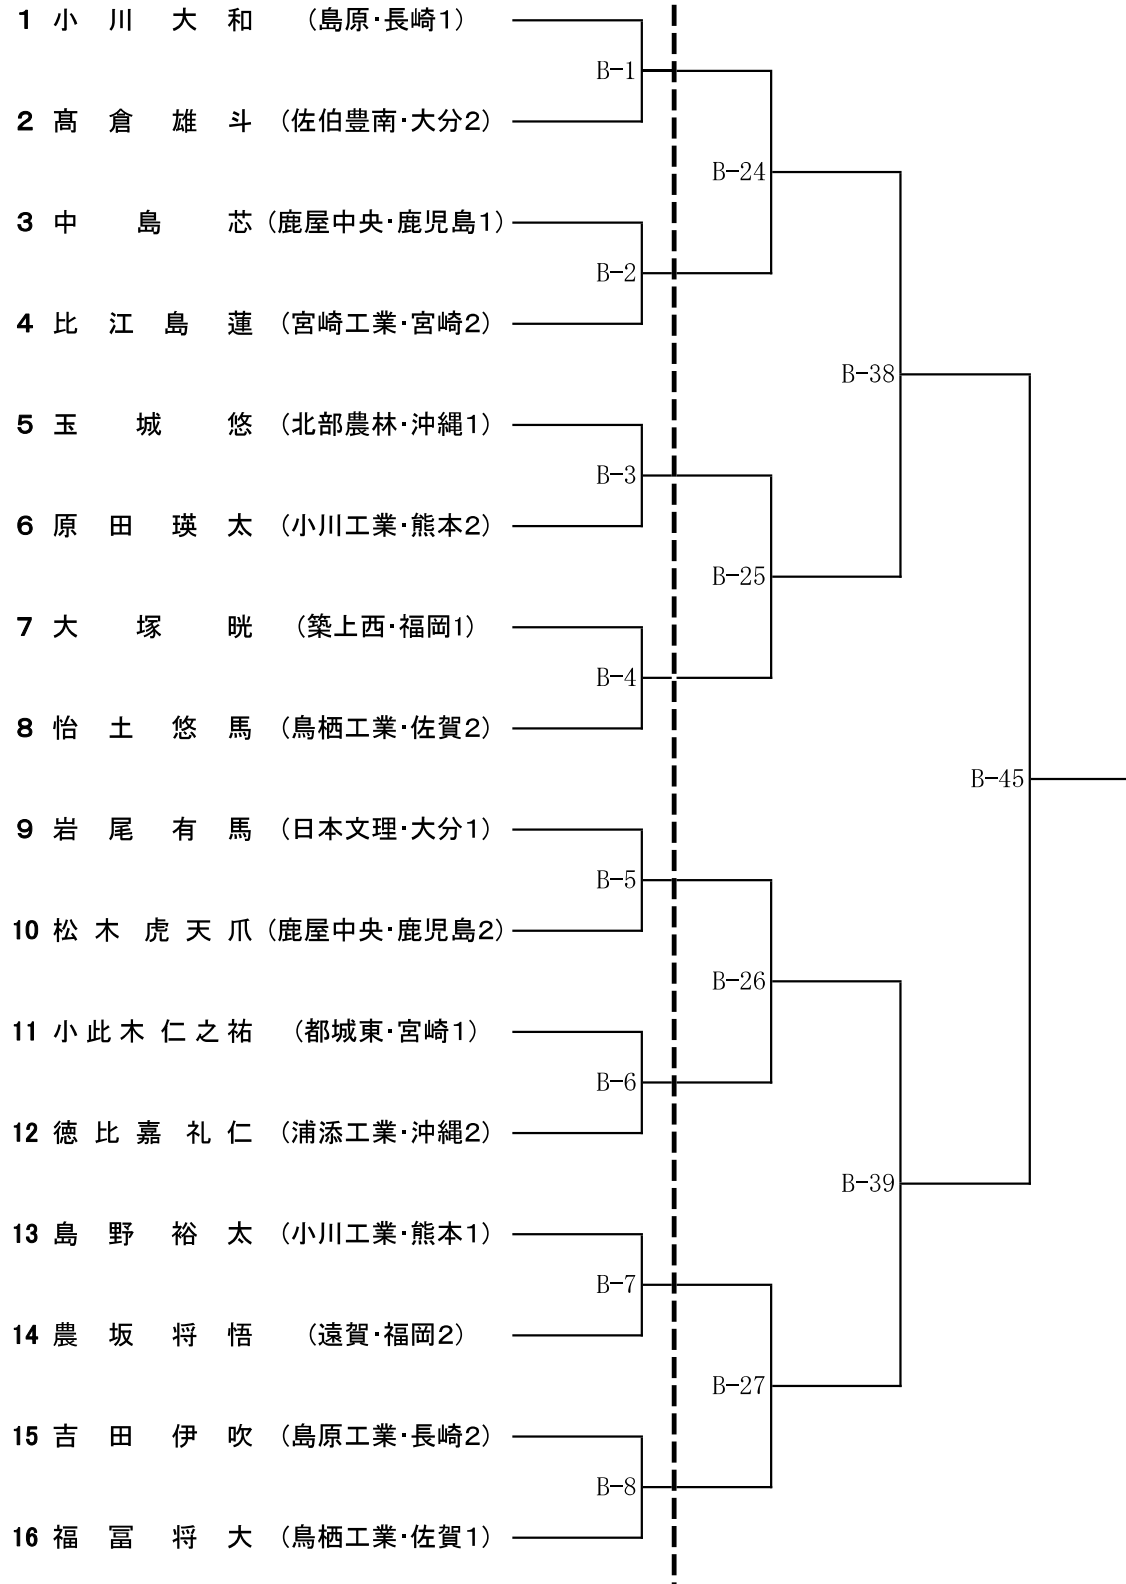 1 小川大和 (島原・長崎1)
B-1
2 髙倉雄斗 (佐伯豊南・大分2)
B-24
3 中島芯 (鹿屋中央・鹿児島1)
B-2
4 比江島蓮 (宮崎工業・宮崎2)
B-38
5 玉城悠 (北部農林・沖縄1)
B-3
6 原田瑛太 (小川工業・熊本2)
B-25
7 大塚晄 (築上西・福岡1)
B-4
8 怡土悠馬 (鳥栖工業・佐賀2)
B-45
9 岩尾有馬 (日本文理・大分1)
B-5
10 松木虎天爪 (鹿屋中央・鹿児島2)
B-26
11 小此木仁之祐 (都城東・宮崎1)
B-6
12 徳比嘉礼仁 (浦添工業・沖縄2)
B-39
13 島野裕太 (小川工業・熊本1)
B-7
14 農坂将悟 (遠賀・福岡2)
B-27
15 吉田伊吹 (島原工業・長崎2)
B-8
16 福冨将大 (鳥栖工業・佐賀1)